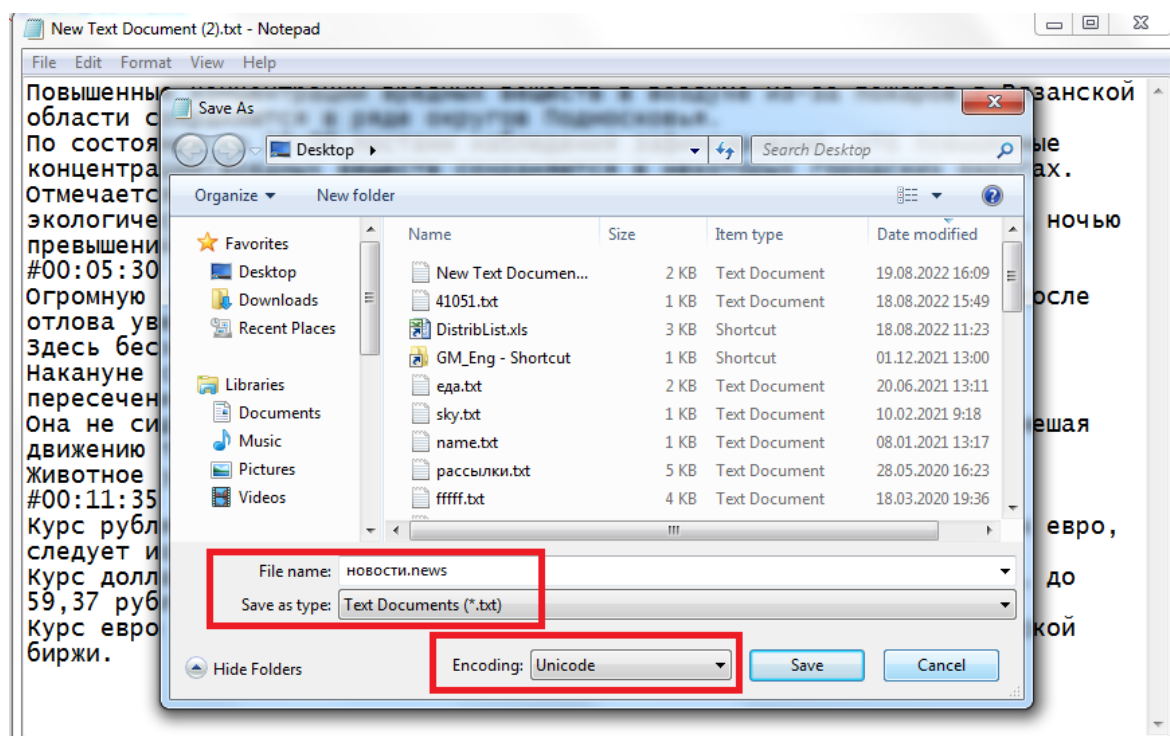 New Text Document (2).txt - Notepad
File Edit Format View Help
Повышенны
занской
области с
По состоя
ые
концентра
ах.
Отмечаетс
экологиче
ночью
превышени
#00:05:30
Огромную
осле
отлова ув
Здесь бес
Накануне
пересечен
Она не си
ешая
движению
Животное
#00:11:35
Курс рубл
евро,
следует и
Курс долл
до
59,37 руб
Курс евро
кой
биржи.
Save As
Desktop
Search Desktop
Organize New folder
Favorites
Desktop
Downloads
Recent Places
Libraries
Documents
Music
Pictures
Videos
Name Size Item type Date modified
New Text Documen... 2 KB Text Document 19.08.2022 16:09
41051.txt 1 KB Text Document 18.08.2022 15:49
DistribList.xls 3 KB Shortcut 18.08.2022 11:23
GM_Eng - Shortcut 1 KB Shortcut 01.12.2021 13:00
еда.txt 2 KB Text Document 20.06.2021 13:11
sky.txt 1 KB Text Document 10.02.2021 9:18
name.txt 1 KB Text Document 08.01.2021 13:17
рассылки.txt 5 KB Text Document 28.05.2020 16:23
fffff.txt 4 KB Text Document 18.03.2020 19:36
File name: новости.news
Save as type: Text Documents (*.txt)
Hide Folders Encoding: Unicode Save Cancel